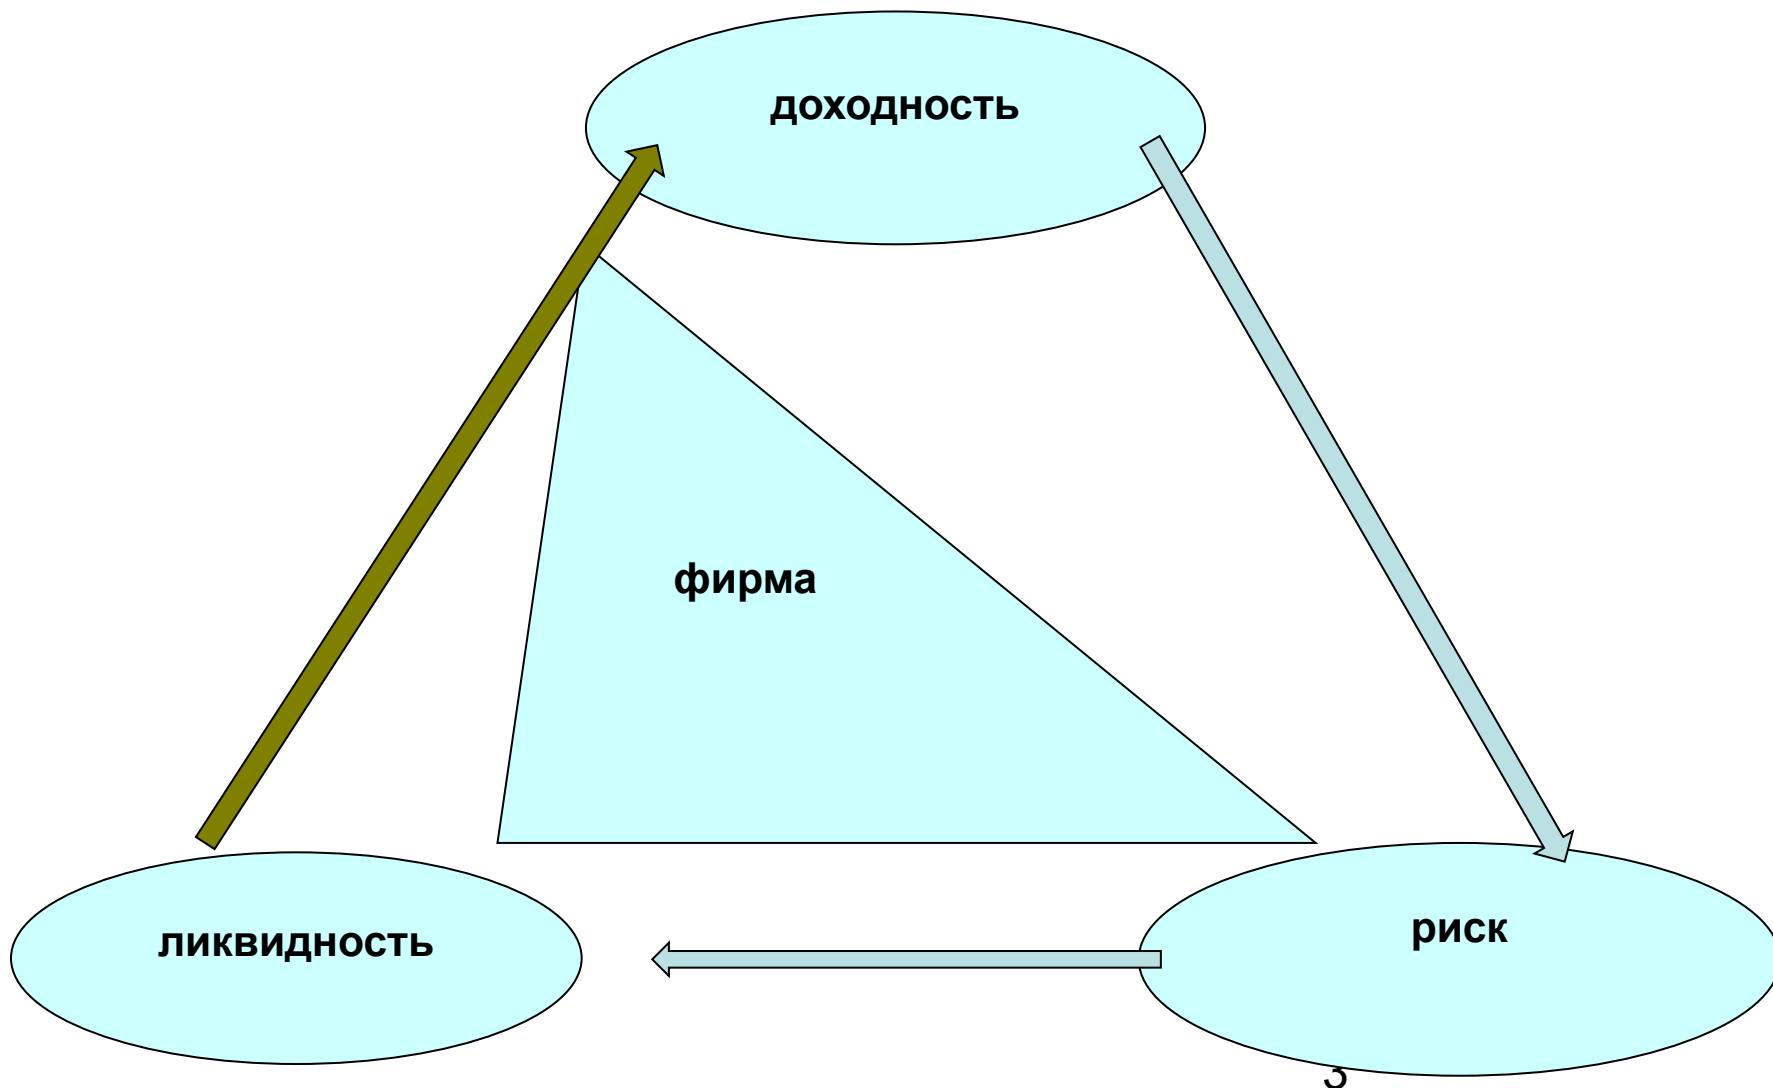 доходность
фирма
ликвидность
риск
3